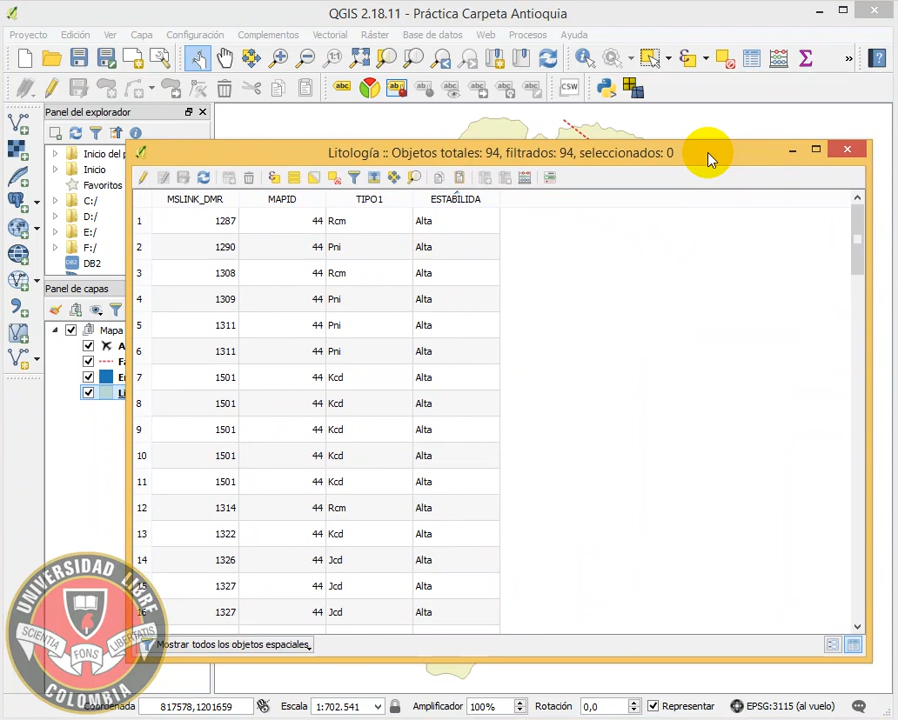 QGIS 2.18.11 - Práctica Carpeta Antioquia
Proyecto Edición Ver Capa Configuración Complementos Vectorial Ráster Base de datos Web Procesos Ayuda
Panel del explorador
Inicio del p
Inicio
Favoritos
C:/
D:/
E:/
F:/
DB2
Panel de capas
Mapa
A
Fa
Li
Litología :: Objetos totales: 94, filtrados: 94, seleccionados: 0
MSLINK_DMR MAPID TIPO1 ESTABILIDA
1 1287 44 Rcm Alta
2 1290 44 Pni Alta
3 1308 44 Rcm Alta
4 1309 44 Pni Alta
5 1311 44 Pni Alta
6 1311 44 Pni Alta
7 1501 44 Kcd Alta
8 1501 44 Kcd Alta
9 1501 44 Kcd Alta
10 1501 44 Kcd Alta
11 1501 44 Kcd Alta
12 1314 44 Rcm Alta
13 1322 44 Kcd Alta
14 1326 44 Jcd Alta
15 1327 44 Jcd Alta
16 1327 44 Jcd Alta
Mostrar todos los objetos espaciales
UNIVERSIDAD LIBRE
SCIENTIA FONS LIBERTATIS
COLOMBIA
Coordenada 817578,1201659 Escala 1:702.541 Amplificador 100% Rotación 0,0 Representar EPSG:3115 (al vuelo)